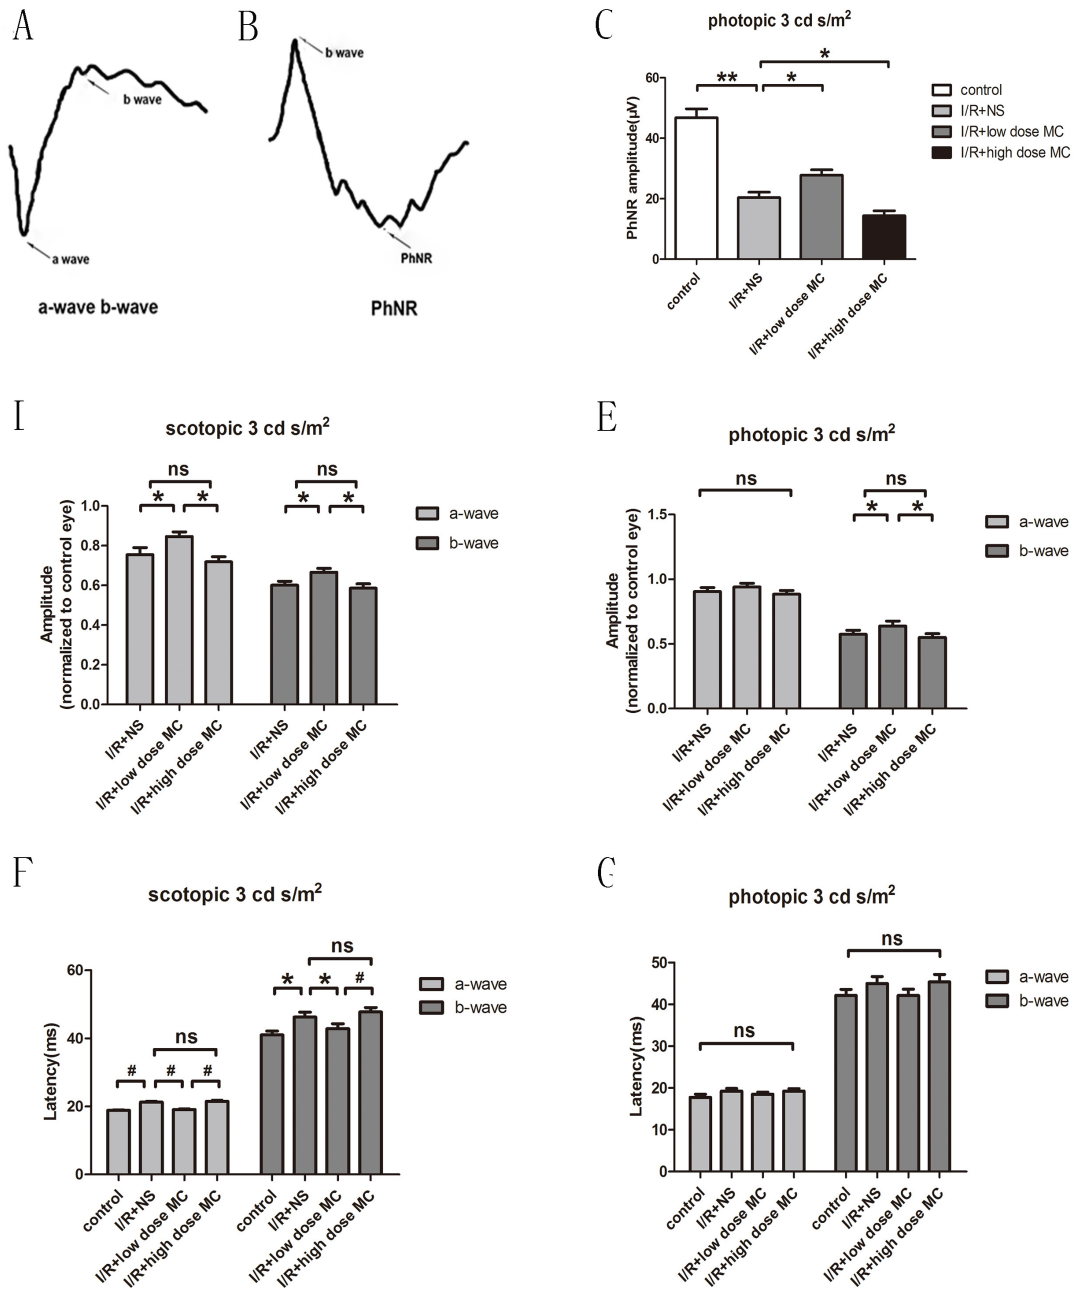 A
b wave
a wave
a-wave b-wave
B
b wave
PhNR
PhNR
C
photopic 3 cd s/m²
PhNR amplitude(μV)
60
40
20
0
**
*
*
control
I/R+NS
I/R+low dose MC
I/R+high dose MC
control
I/R+NS
I/R+low dose MC
I/R+high dose MC
I
scotopic 3 cd s/m²
Amplitude
(normalized to control eye)
1.0
0.8
0.6
0.4
0.2
0.0
ns
*
*
ns
*
*
a-wave
b-wave
I/R+NS
I/R+low dose MC
I/R+high dose MC
I/R+NS
I/R+low dose MC
I/R+high dose MC
E
photopic 3 cd s/m²
Amplitude
(normalized to control eye)
1.5
1.0
0.5
0.0
ns
ns
*
*
a-wave
b-wave
I/R+NS
I/R+low dose MC
I/R+high dose MC
I/R+NS
I/R+low dose MC
I/R+high dose MC
F
scotopic 3 cd s/m²
Latency(ms)
60
40
20
0
ns
#
#
#
ns
*
*
#
a-wave
b-wave
control
I/R+NS
I/R+low dose MC
I/R+high dose MC
control
I/R+NS
I/R+low dose MC
I/R+high dose MC
G
photopic 3 cd s/m²
Latency(ms)
50
40
30
20
10
0
ns
ns
a-wave
b-wave
control
I/R+NS
I/R+low dose MC
I/R+high dose MC
control
I/R+NS
I/R+low dose MC
I/R+high dose MC